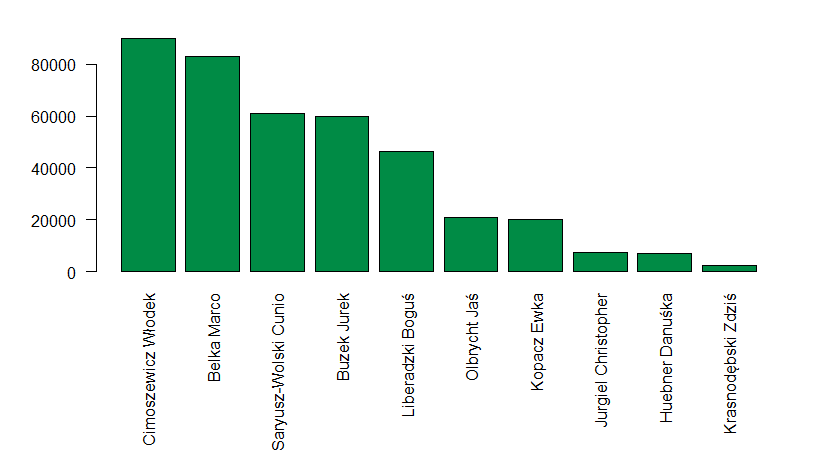 80000
60000
40000
20000
0
Cimoszewicz Włodek
Belka Marco
Saryusz-Wolski Cunio
Buzek Jurek
Liberadzki Boguś
Olbrycht Jaś
Kopacz Ewka
Jurgiel Christopher
Huebner Danuśka
Krasnodębski Zdziś